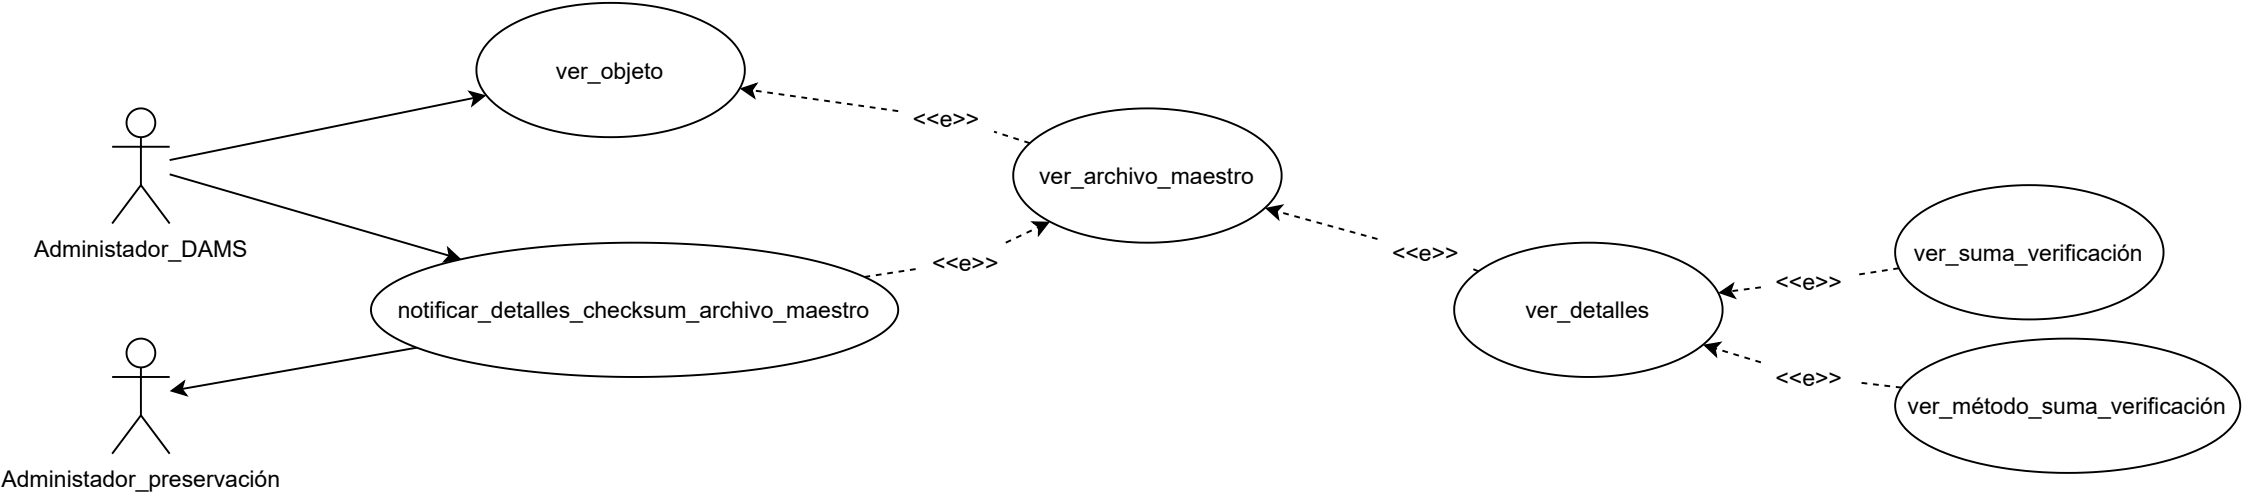 ver_objeto
<<e>>
ver_archivo_maestro
Administador_DAMS
<<e>>
<<e>>
ver_suma_verificación
<<e>>
notificar_detalles_checksum_archivo_maestro
ver_detalles
<<e>>
ver_método_suma_verificación
Administador_preservación